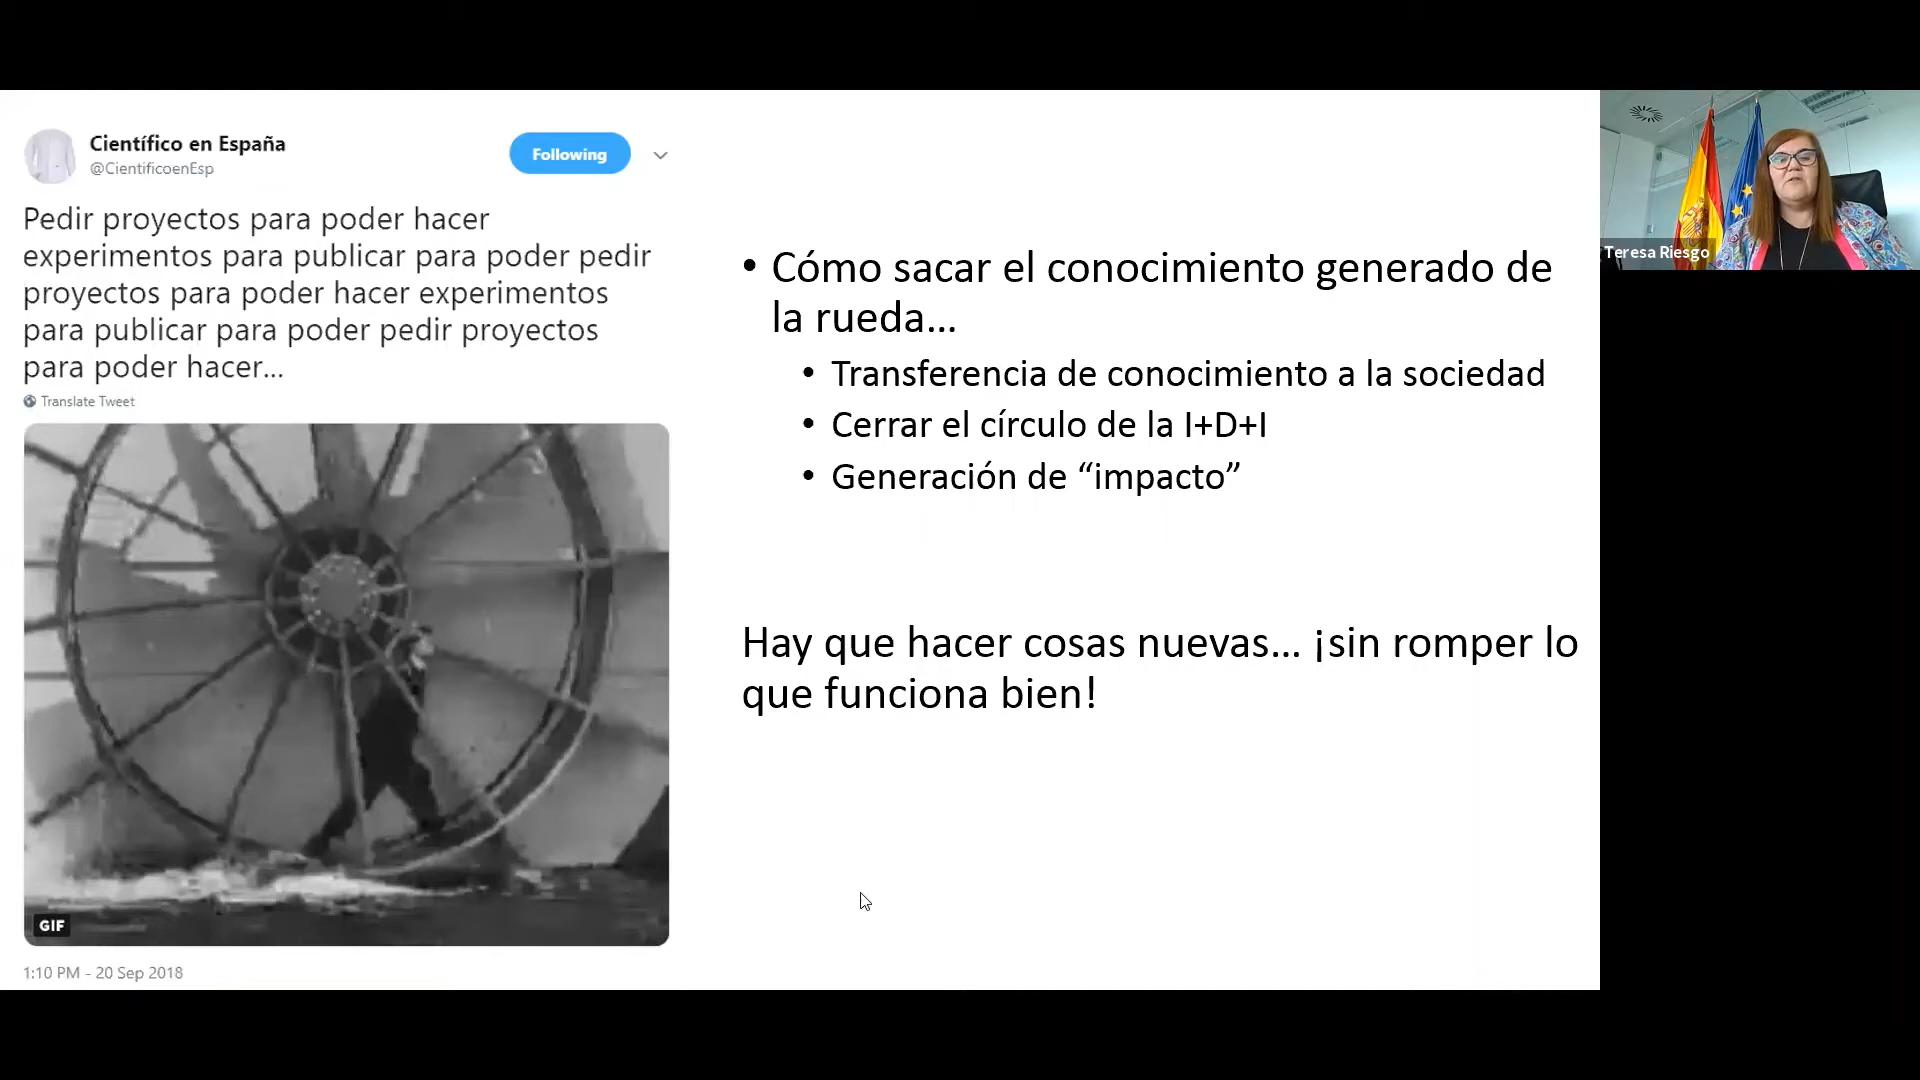 Científico en España
@CientificoenEsp
Following
Pedir proyectos para poder hacer
experimentos para publicar para poder pedir
proyectos para poder hacer experimentos
para publicar para poder pedir proyectos
para poder hacer...
Translate Tweet
GIF
1:10 PM - 20 Sep 2018
• Cómo sacar el conocimiento generado de
la rueda...
• Transferencia de conocimiento a la sociedad
• Cerrar el círculo de la I+D+I
• Generación de “impacto”
Hay que hacer cosas nuevas... ¡sin romper lo
que funciona bien!
Teresa Riesgo